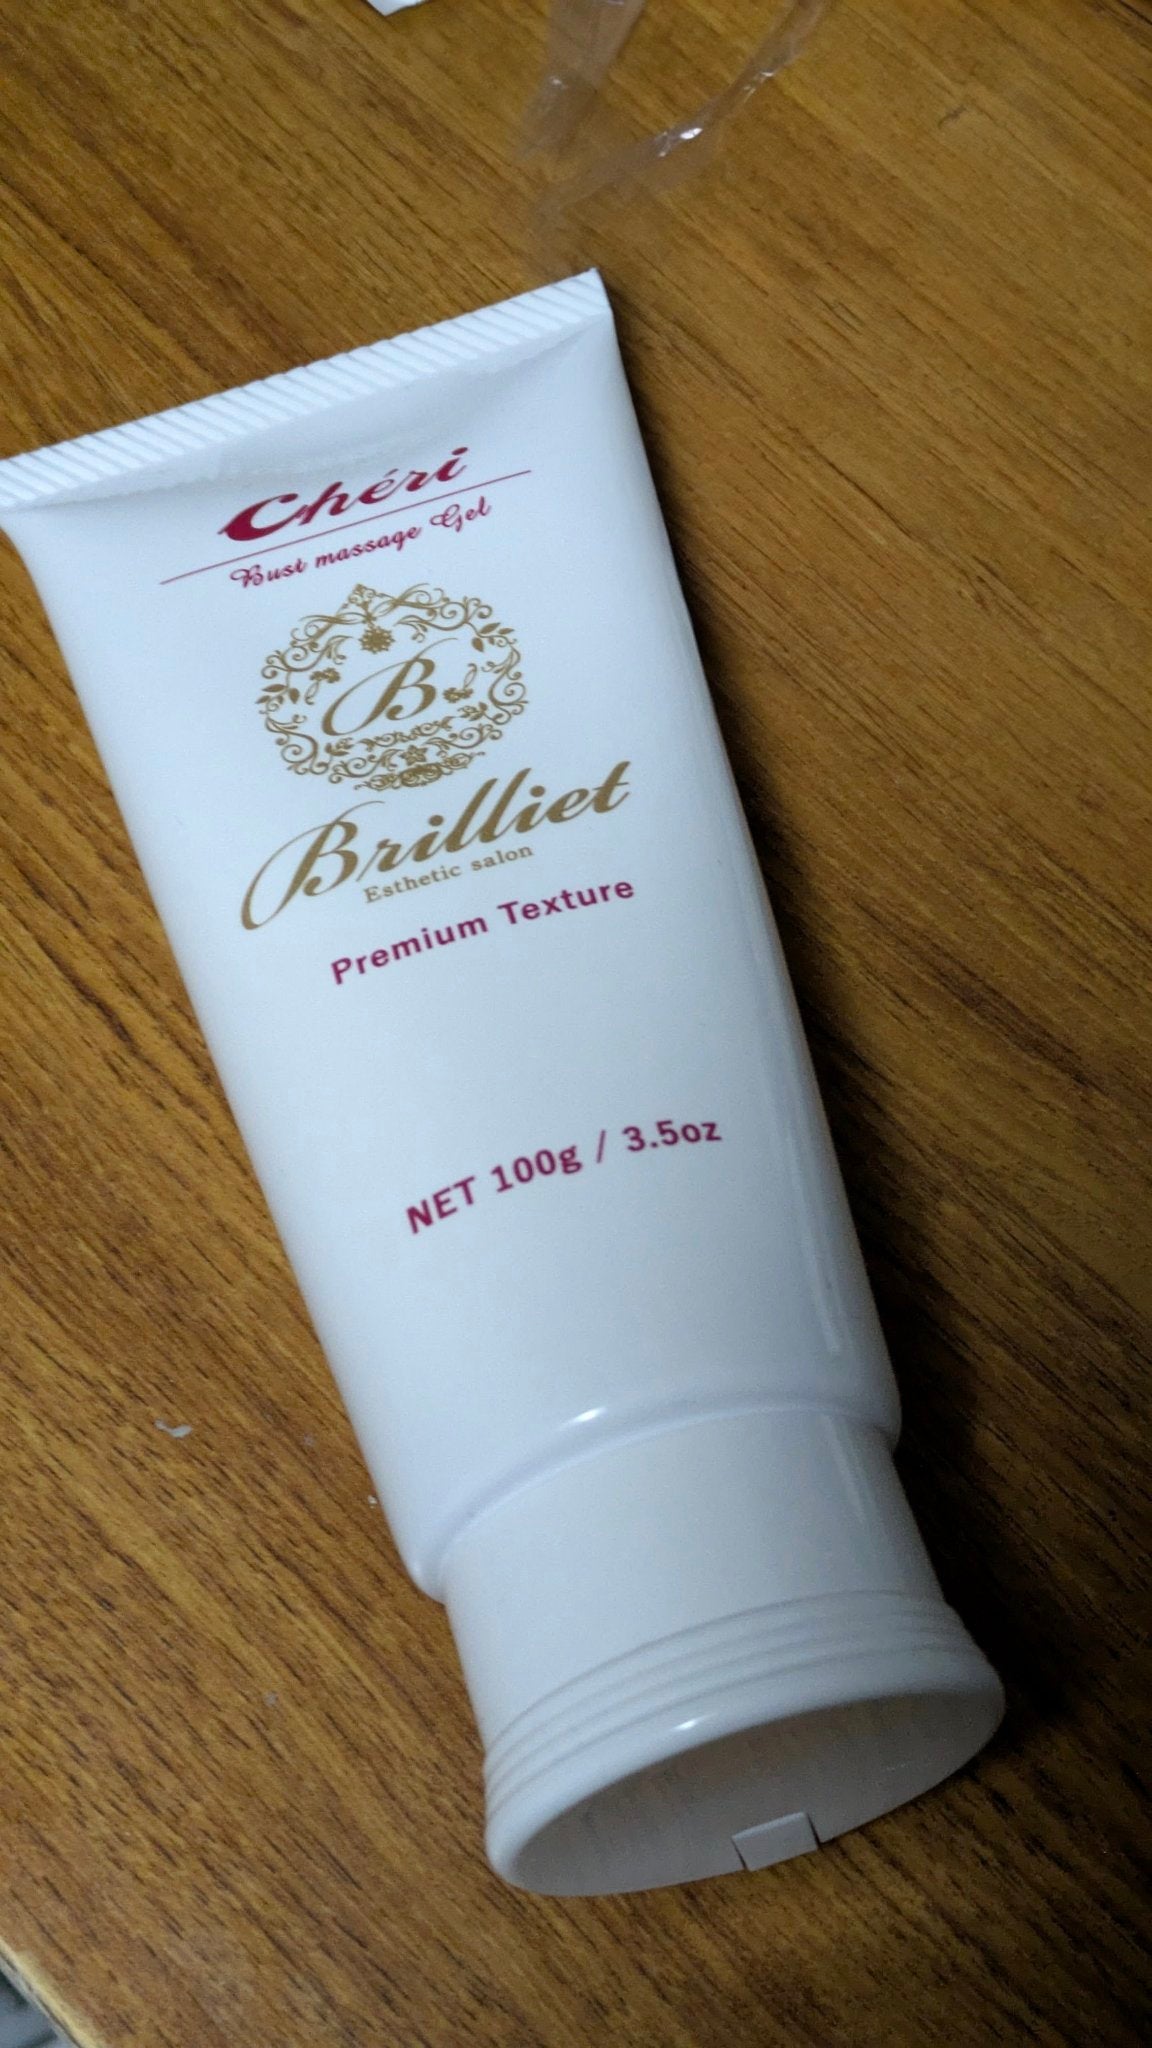 Chéri
Bust massage Gel
B
Brilliet
Esthetic salon
Premium Texture
NET 100g / 3.5oz